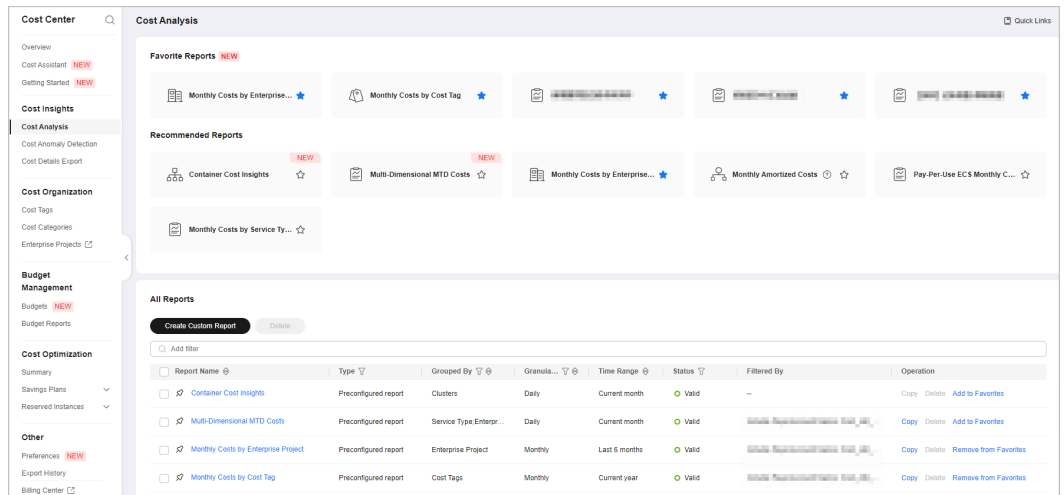 Cost Center
Overview
Cost Assistant NEW
Getting Started NEW
Cost Insights
Cost Analysis
Cost Anomaly Detection
Cost Details Export
Cost Organization
Cost Tags
Cost Categories
Enterprise Projects
Budget
Management
Budgets NEW
Budget Reports
Cost Optimization
Summary
Savings Plans
Reserved Instances
Other
Preferences NEW
Export History
Billing Center
Cost Analysis Quick Links
Favorite Reports NEW
Monthly Costs by Enterprise... Monthly Costs by Cost Tag
Recommended Reports
NEW NEW
Container Cost Insights Multi-Dimensional MTD Costs Monthly Costs by Enterprise... Monthly Amortized Costs Pay-Per-Use ECS Monthly C...
Monthly Costs by Service Ty...
All Reports
Create Custom Report Delete
Add filter
Report Name Type Grouped By Granula... Time Range Status Filtered By Operation
Container Cost Insights Preconfigured report Clusters Daily Current month Valid -- Copy Delete Add to Favorites
Multi-Dimensional MTD Costs Preconfigured report Service Type;Enterpr... Daily Current month Valid Copy Delete Add to Favorites
Monthly Costs by Enterprise Project Preconfigured report Enterprise Project Monthly Last 6 months Valid Copy Delete Remove from Favorites
Monthly Costs by Cost Tag Preconfigured report Cost Tags Monthly Current year Valid Copy Delete Remove from Favorites